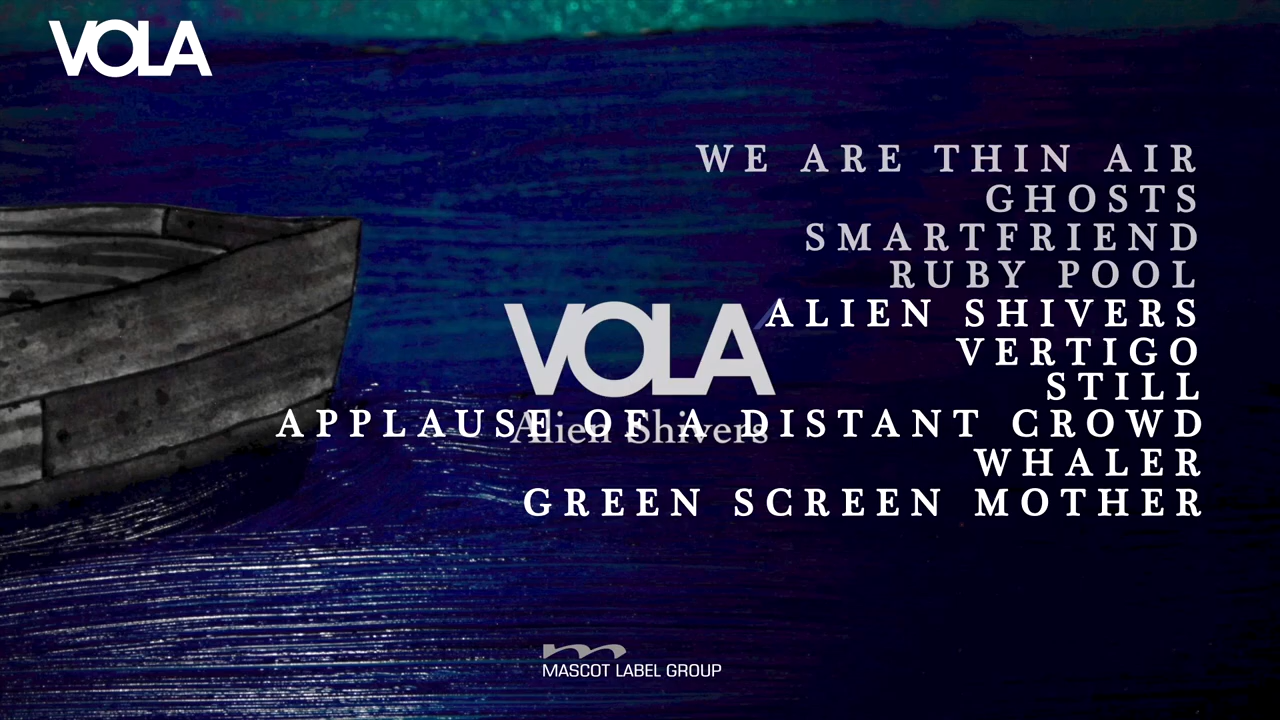 VOLA
WE ARE THIN AIR
GHOSTS
SMARTFRIEND
RUBY POOL
ALIEN SHIVERS
VERTIGO
STILL
APPLAUSE OF A DISTANT CROWD
WHALER
GREEN SCREEN MOTHER
VOLA
Alien Shivers
MASCOT LABEL GROUP